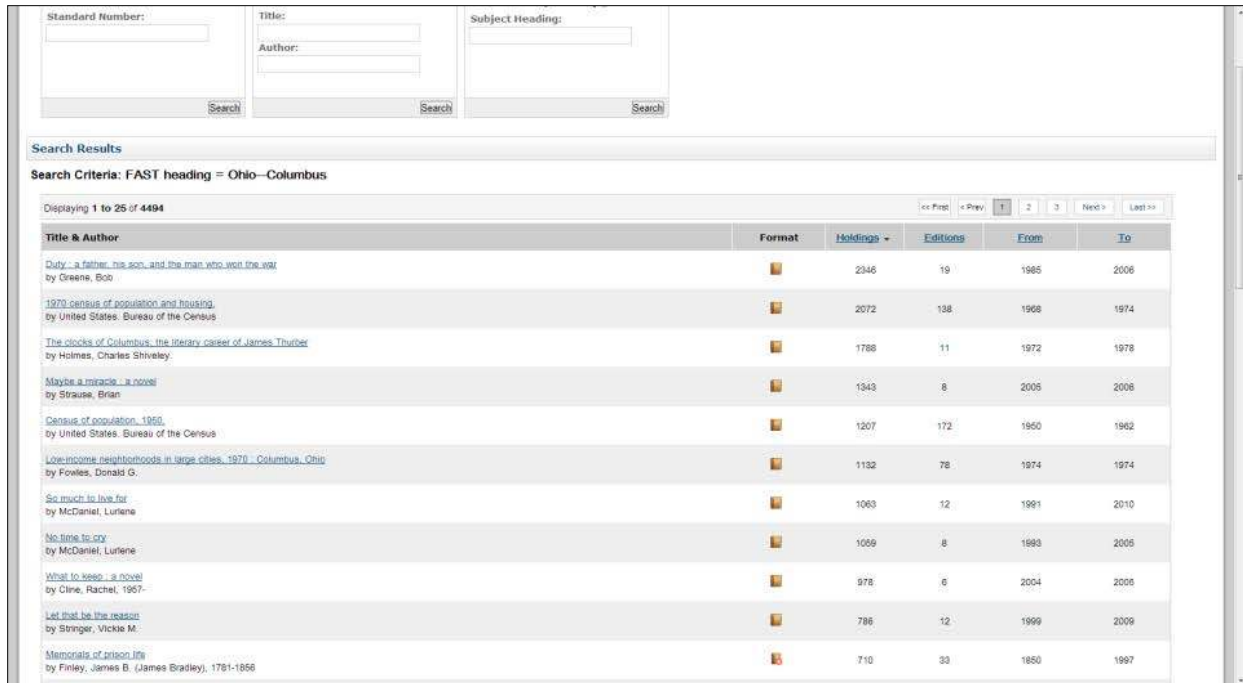 Standard Number:
Title:
Subject Heading:
Author:
Search
Search
Search
Search Results
Search Criteria: FAST heading = Ohio--Columbus
Displaying 1 to 25 of 4494
<< First < Prev 1 2 3 Next > Last >>
Title & Author Format Holdings Editions From To
Duty : a father, his son, and the man who won the war
by Greene, Bob
2346 19 1985 2006
1970 census of population and housing.
by United States. Bureau of the Census
2072 138 1968 1974
The clocks of Columbus; the literary career of James Thurber
by Holmes, Charles Shiveley.
1788 11 1972 1978
Maybe a miracle : a novel
by Strause, Brian
1343 8 2005 2006
Census of population, 1960.
by United States. Bureau of the Census
1207 172 1950 1962
Low-income neighborhoods in large cities, 1970 : Columbus, Ohio
by Fowles, Donald G.
1132 78 1974 1974
So much to live for
by McDaniel, Lurlene
1063 12 1991 2010
No time to cry
by McDaniel, Lurlene
1059 8 1993 2005
What to keep : a novel
by Cline, Rachel, 1957-
978 6 2004 2005
Let that be the reason
by Stringer, Vickie M.
786 12 1999 2009
Memorials of prison life
by Finley, James B. (James Bradley), 1781-1856
710 33 1850 1997